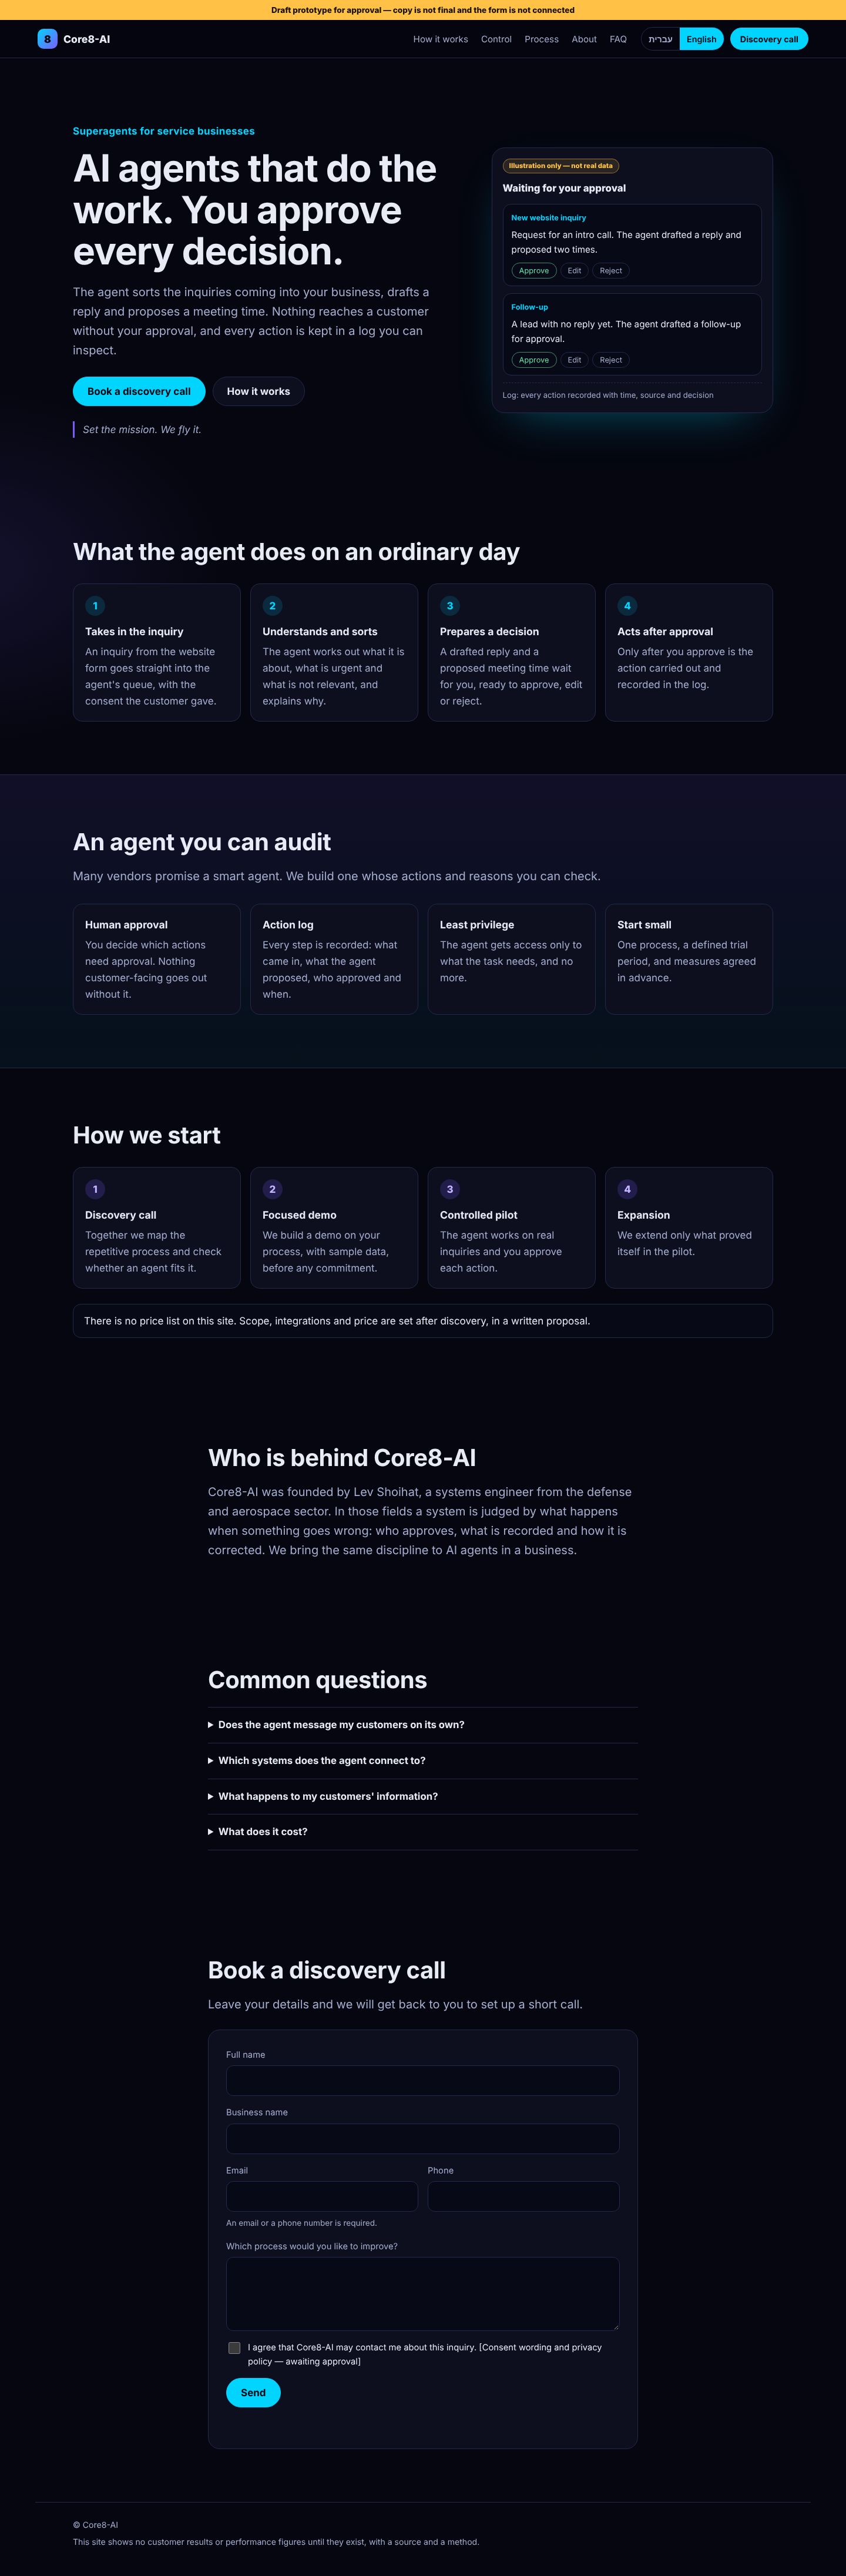 Draft prototype for approval — copy is not final and the form is not connected
8 Core8-AI
How it works
Control
Process
About
FAQ
עברית
English
Discovery call
Superagents for service businesses
AI agents that do the
work. You approve
every decision.
The agent sorts the inquiries coming into your business, drafts a
reply and proposes a meeting time. Nothing reaches a customer
without your approval, and every action is kept in a log you can
inspect.
Book a discovery call
How it works
Set the mission. We fly it.
Illustration only — not real data
Waiting for your approval
New website inquiry
Request for an intro call. The agent drafted a reply and
proposed two times.
Approve
Edit
Reject
Follow-up
A lead with no reply yet. The agent drafted a follow-up
for approval.
Approve
Edit
Reject
Log: every action recorded with time, source and decision
What the agent does on an ordinary day
1
Takes in the inquiry
An inquiry from the website
form goes straight into the
agent's queue, with the
consent the customer gave.
2
Understands and sorts
The agent works out what it is
about, what is urgent and
what is not relevant, and
explains why.
3
Prepares a decision
A drafted reply and a
proposed meeting time wait
for you, ready to approve, edit
or reject.
4
Acts after approval
Only after you approve is the
action carried out and
recorded in the log.
An agent you can audit
Many vendors promise a smart agent. We build one whose actions and reasons you can check.
Human approval
You decide which actions
need approval. Nothing
customer-facing goes out
without it.
Action log
Every step is recorded: what
came in, what the agent
proposed, who approved and
when.
Least privilege
The agent gets access only to
what the task needs, and no
more.
Start small
One process, a defined trial
period, and measures agreed
in advance.
How we start
1
Discovery call
Together we map the
repetitive process and check
whether an agent fits it.
2
Focused demo
We build a demo on your
process, with sample data,
before any commitment.
3
Controlled pilot
The agent works on real
inquiries and you approve
each action.
4
Expansion
We extend only what proved
itself in the pilot.
There is no price list on this site. Scope, integrations and price are set after discovery, in a written proposal.
Who is behind Core8-AI
Core8-AI was founded by Lev Shoihat, a systems engineer from the defense
and aerospace sector. In those fields a system is judged by what happens
when something goes wrong: who approves, what is recorded and how it is
corrected. We bring the same discipline to AI agents in a business.
Common questions
Does the agent message my customers on its own?
Which systems does the agent connect to?
What happens to my customers' information?
What does it cost?
Book a discovery call
Leave your details and we will get back to you to set up a short call.
Full name
Business name
Email
Phone
An email or a phone number is required.
Which process would you like to improve?
I agree that Core8-AI may contact me about this inquiry. [Consent wording and privacy
policy — awaiting approval]
Send
© Core8-AI
This site shows no customer results or performance figures until they exist, with a source and a method.